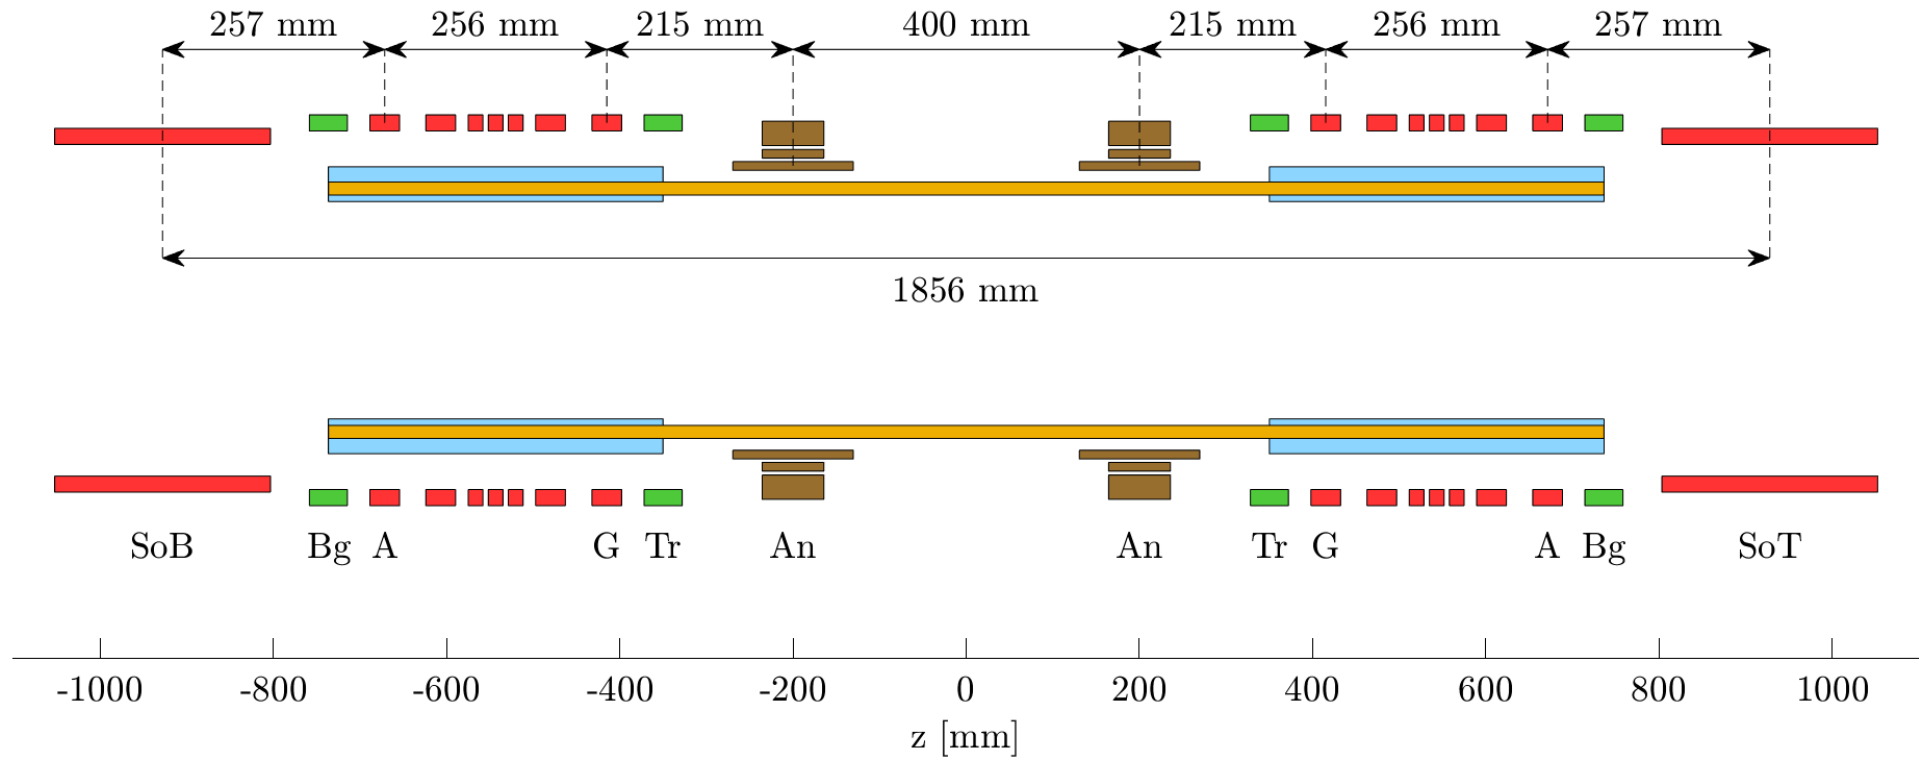 257 mm 256 mm 215 mm 400 mm 215 mm 256 mm 257 mm
1856 mm
SoB Bg A G Tr An An Tr G A Bg SoT
-1000 -800 -600 -400 -200 0 200 400 600 800 1000
z [mm]